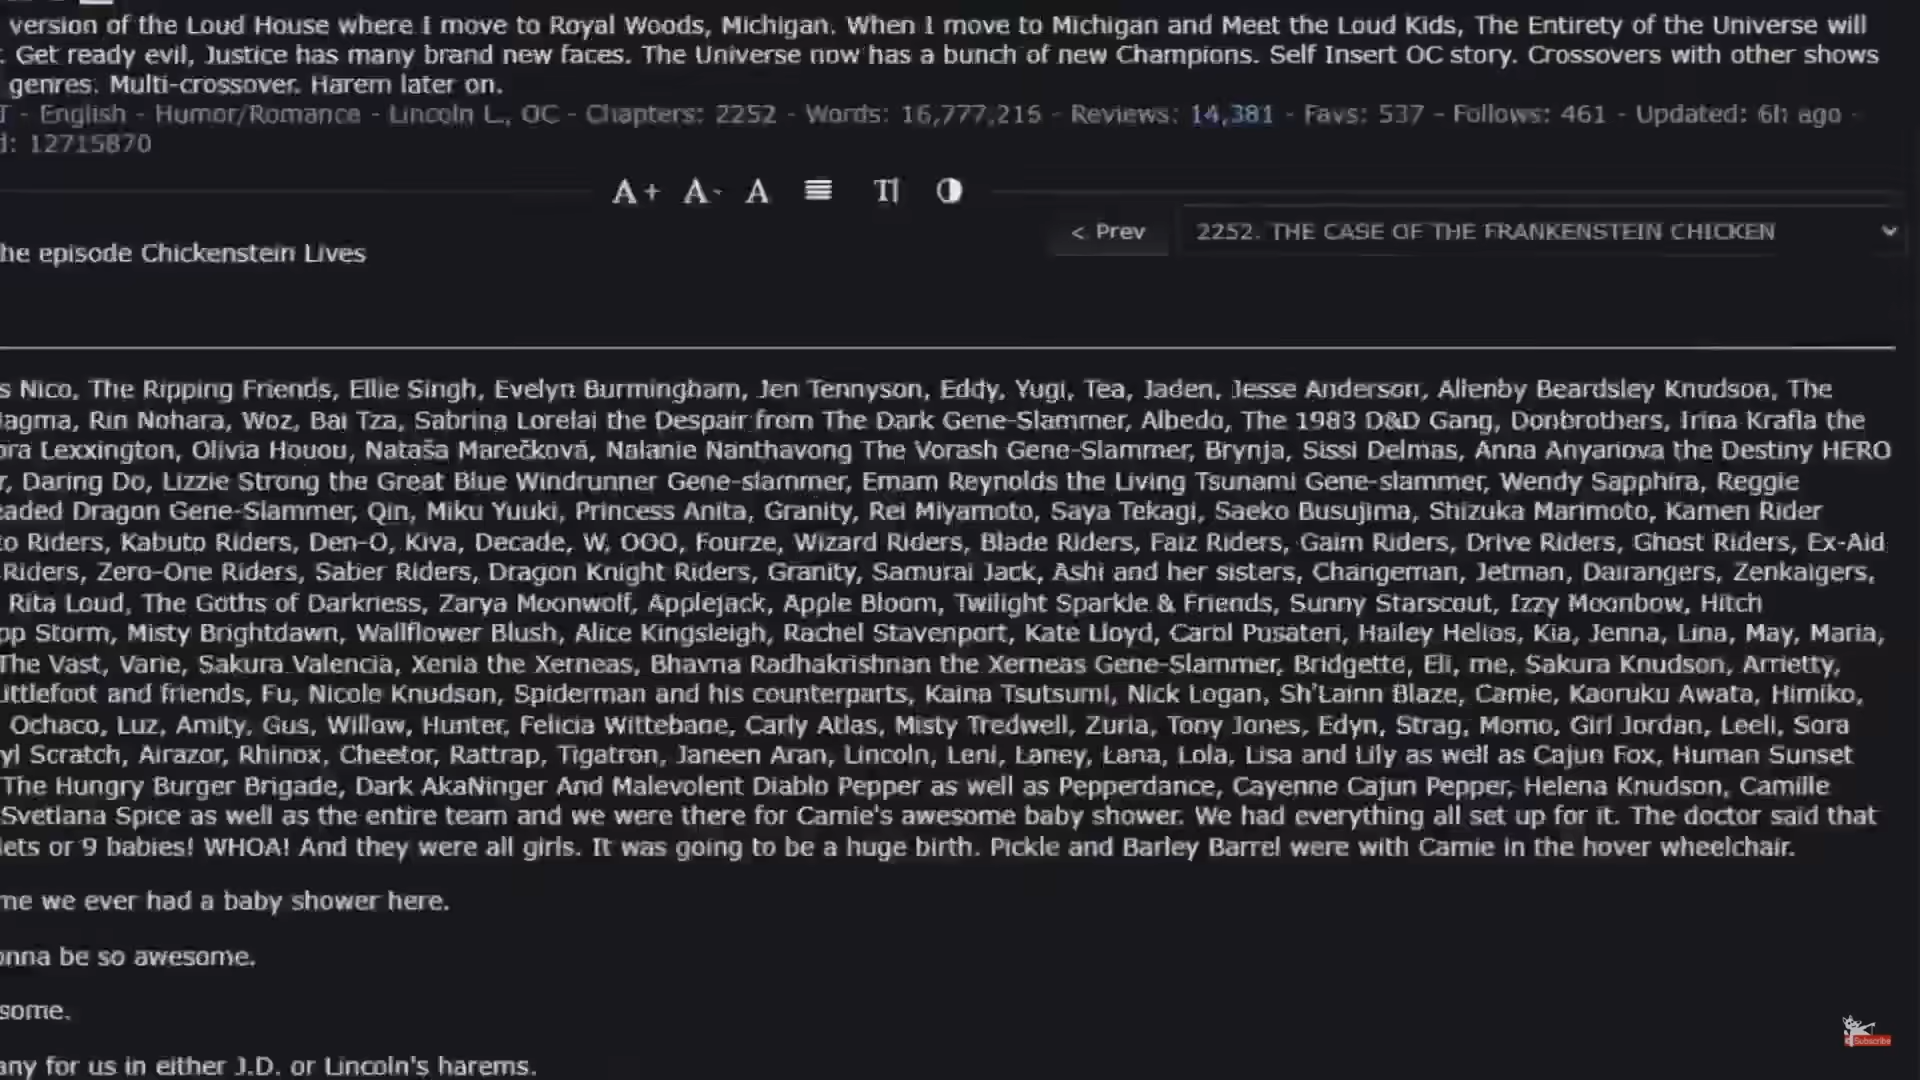 version of the Loud House where I move to Royal Woods, Michigan. When I move to Michigan and Meet the Loud Kids, The Entirety of the Universe will
. Get ready evil, Justice has many brand new faces. The Universe now has a bunch of new Champions. Self Insert OC story. Crossovers with other shows
genres. Multi-crossover. Harem later on.
T - English - Humor/Romance - Lincoln L., OC - Chapters: 2252 - Words: 16,777,216 - Reviews: 14,381 - Favs: 537 - Follows: 461 - Updated: 6h ago -
d: 12715870
A+ A- A
< Prev 2252. THE CASE OF THE FRANKENSTEIN CHICKEN
he episode Chickenstein Lives
s Nico, The Ripping Friends, Ellie Singh, Evelyn Burmingham, Jen Tennyson, Eddy, Yugi, Tea, Jaden, Jesse Anderson, Allenby Beardsley Knudson, The
agma, Rin Nohara, Woz, Bai Tza, Sabrina Lorelai the Despair from The Dark Gene-Slammer, Albedo, The 1983 D&D Gang, Donbrothers, Irina Krafla the
ora Lexxington, Olivia Houou, Nataša Marečková, Nalanie Nanthavong The Vorash Gene-Slammer, Brynja, Sissi Delmas, Anna Anyanova the Destiny HERO
r, Daring Do, Lizzie Strong the Great Blue Windrunner Gene-slammer, Emam Reynolds the Living Tsunami Gene-slammer, Wendy Sapphira, Reggie
eaded Dragon Gene-Slammer, Qin, Miku Yuuki, Princess Anita, Granity, Rei Miyamoto, Saya Tekagi, Saeko Busujima, Shizuka Marimoto, Kamen Rider
to Riders, Kabuto Riders, Den-O, Kiva, Decade, W, OOO, Fourze, Wizard Riders, Blade Riders, Faiz Riders, Gaim Riders, Drive Riders, Ghost Riders, Ex-Aid
Riders, Zero-One Riders, Saber Riders, Dragon Knight Riders, Granity, Samurai Jack, Ashi and her sisters, Changeman, Jetman, Dairangers, Zenkaigers,
Rita Loud, The Goths of Darkness, Zarya Moonwolf, Applejack, Apple Bloom, Twilight Sparkle & Friends, Sunny Starscout, Izzy Moonbow, Hitch
pp Storm, Misty Brightdawn, Wallflower Blush, Alice Kingsleigh, Rachel Stavenport, Kate Lloyd, Carol Pusateri, Hailey Helios, Kia, Jenna, Lina, May, Maria,
The Vast, Varie, Sakura Valencia, Xenia the Xerneas, Bhavna Radhakrishnan the Xerneas Gene-Slammer, Bridgette, Eli, me, Sakura Knudson, Arrietty,
ittlefoot and friends, Fu, Nicole Knudson, Spiderman and his counterparts, Kaina Tsutsumi, Nick Logan, Sh'Lainn Blaze, Camie, Kaoruku Awata, Himiko,
Ochaco, Luz, Amity, Gus, Willow, Hunter, Felicia Wittebane, Carly Atlas, Misty Tredwell, Zuria, Tony Jones, Edyn, Strag, Momo, Girl Jordan, Leeli, Sora
yl Scratch, Airazor, Rhinox, Cheetor, Rattrap, Tigatron, Janeen Aran, Lincoln, Leni, Laney, Lana, Lola, Lisa and Lily as well as Cajun Fox, Human Sunset
The Hungry Burger Brigade, Dark AkaNinger And Malevolent Diablo Pepper as well as Pepperdance, Cayenne Cajun Pepper, Helena Knudson, Camille
Svetlana Spice as well as the entire team and we were there for Camie's awesome baby shower. We had everything all set up for it. The doctor said that
lets or 9 babies! WHOA! And they were all girls. It was going to be a huge birth. Pickle and Barley Barrel were with Camie in the hover wheelchair.
me we ever had a baby shower here.
onna be so awesome.
some.
any for us in either J.D. or Lincoln's harems.
Subscribe